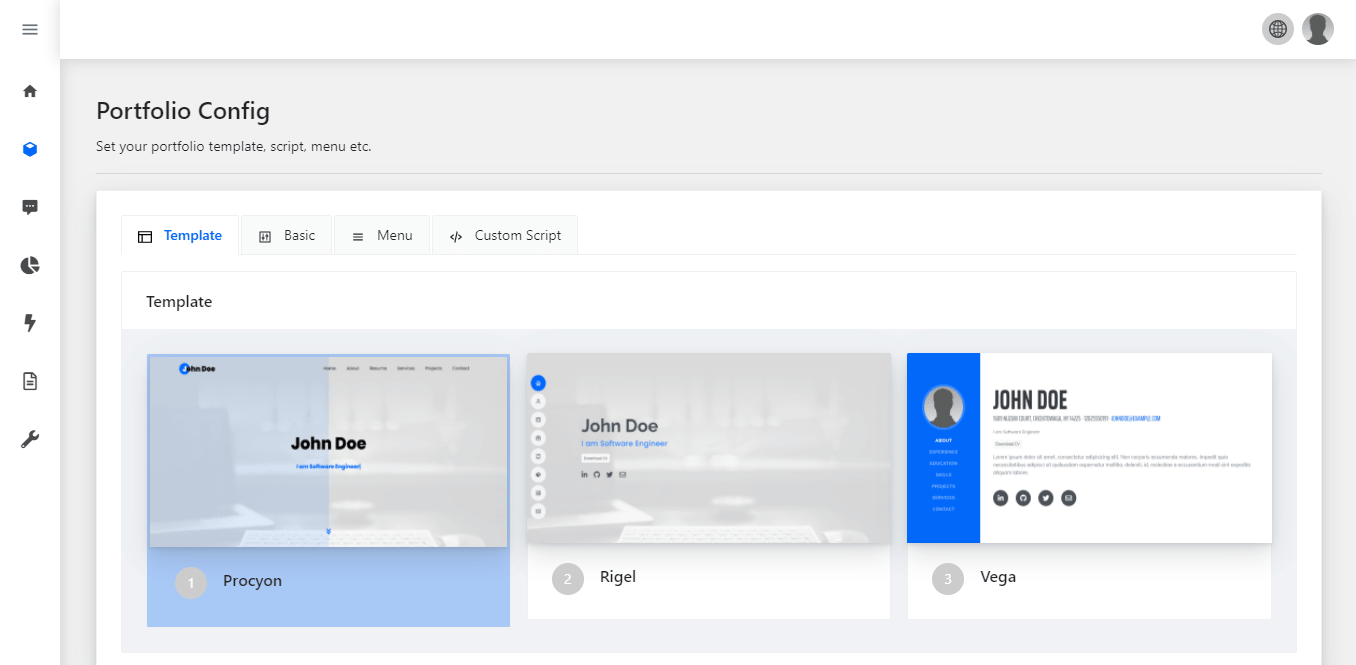 Portfolio Config
Set your portfolio template, script, menu etc.
Template
Basic
Menu
Custom Script
Template
John Doe
Home About Resume Services Projects Contact
John Doe
I am Software Engineer
1
Procyon
John Doe
I am Software Engineer
Download CV
2
Rigel
JOHN DOE
I am Software Engineer
Download CV
ABOUT
EXPERIENCE
EDUCATION
SKILLS
PROJECTS
SERVICES
CONTACT
3
Vega